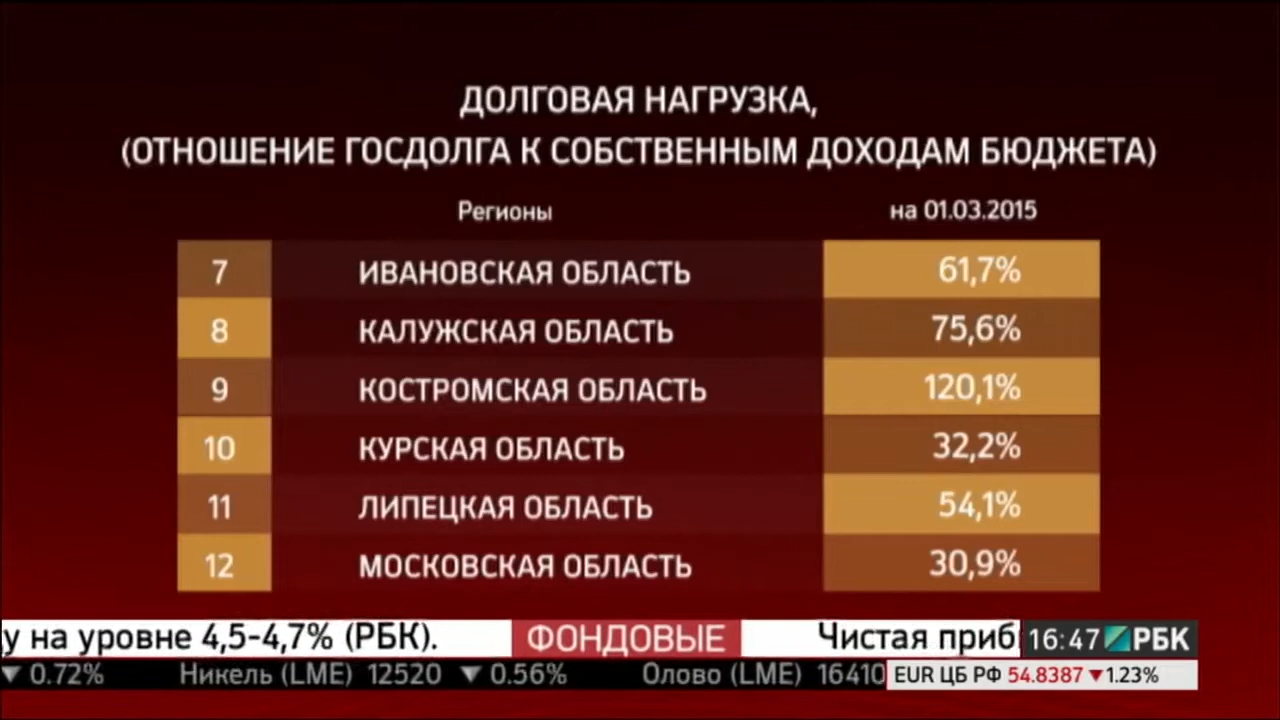 ДОЛГОВАЯ НАГРУЗКА,
(ОТНОШЕНИЕ ГОСДОЛГА К СОБСТВЕННЫМ ДОХОДАМ БЮДЖЕТА)
Регионы на 01.03.2015
7 ИВАНОВСКАЯ ОБЛАСТЬ 61,7%
8 КАЛУЖСКАЯ ОБЛАСТЬ 75,6%
9 КОСТРОМСКАЯ ОБЛАСТЬ 120,1%
10 КУРСКАЯ ОБЛАСТЬ 32,2%
11 ЛИПЕЦКАЯ ОБЛАСТЬ 54,1%
12 МОСКОВСКАЯ ОБЛАСТЬ 30,9%
у на уровне 4,5-4,7% (РБК). ФОНДОВЫЕ Чистая приб 16:47 РБК
▼0.72% Никель (LME) 12520 ▼0.56% Олово (LME) 16410 EUR ЦБ РФ 54.8387▼1.23%